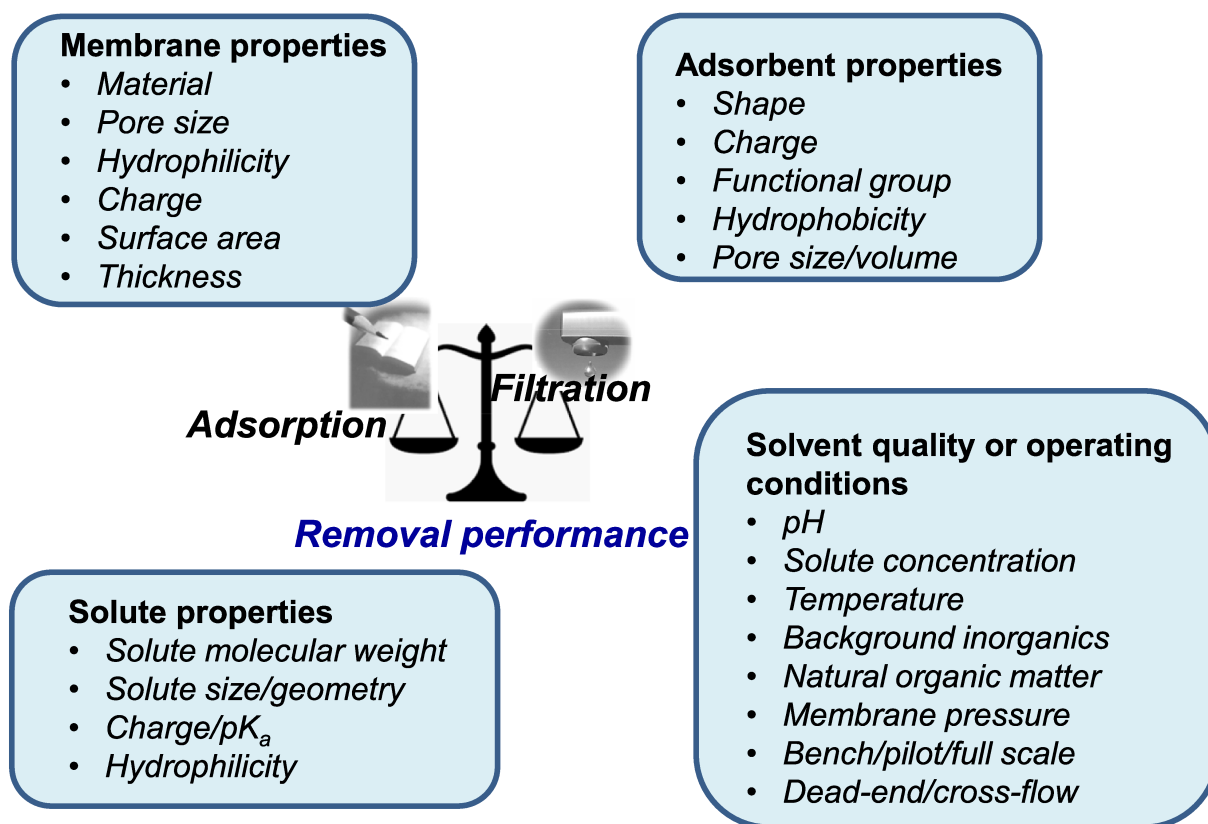 Membrane properties
• Material
• Pore size
• Hydrophilicity
• Charge
• Surface area
• Thickness
Adsorbent properties
• Shape
• Charge
• Functional group
• Hydrophobicity
• Pore size/volume
Adsorption
Filtration
Removal performance
Solute properties
• Solute molecular weight
• Solute size/geometry
• Charge/pKa
• Hydrophilicity
Solvent quality or operating
conditions
• pH
• Solute concentration
• Temperature
• Background inorganics
• Natural organic matter
• Membrane pressure
• Bench/pilot/full scale
• Dead-end/cross-flow